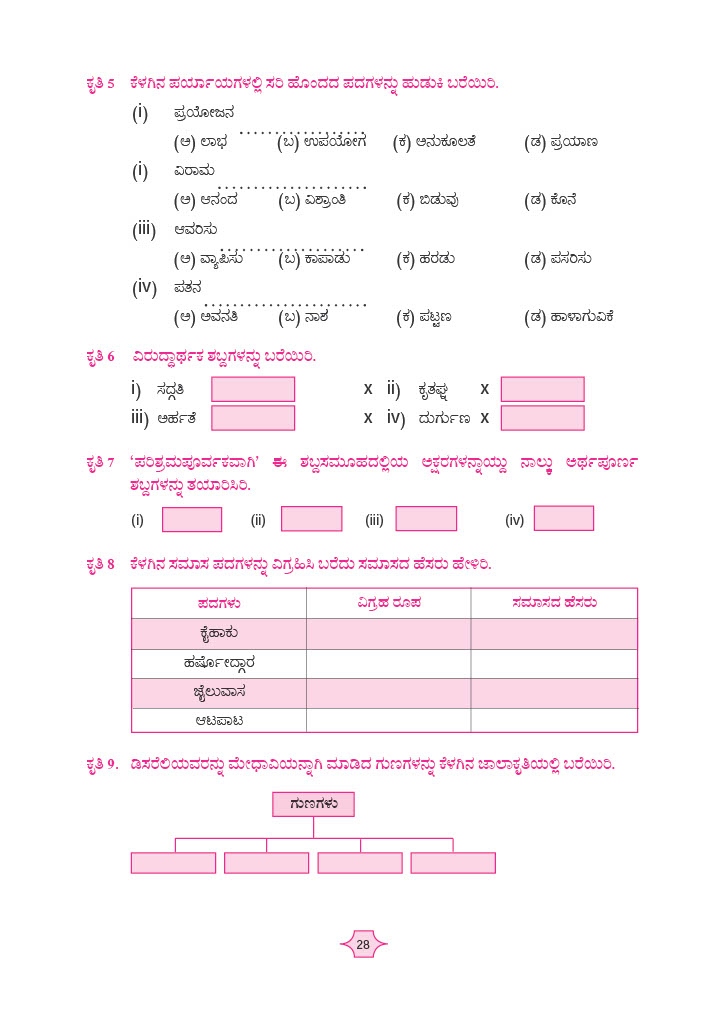 ಕೃತಿ 5 ಕೆಳಗಿನ ಪರ್ಯಾಯಗಳಲ್ಲಿ ಸರಿ ಹೊಂದದ ಪದಗಳನ್ನು ಹುಡುಕಿ ಬರೆಯಿರಿ.
(i) ಪ್ರಯೋಜನ ..................
(ಅ) ಲಾಭ (ಬ) ಉಪಯೋಗ (ಕ) ಅನುಕೂಲತೆ (ಡ) ಪ್ರಯಾಣ
(i) ವಿರಾಮ .....................
(ಅ) ಆನಂದ (ಬ) ವಿಶ್ರಾಂತಿ (ಕ) ಬಿಡುವು (ಡ) ಕೊನೆ
(iii) ಆವರಿಸು .....................
(ಅ) ವ್ಯಾಪಿಸು (ಬ) ಕಾಪಾಡು (ಕ) ಹರಡು (ಡ) ಪಸರಿಸು
(iv) ಪತನ .......................
(ಅ) ಅವನತಿ (ಬ) ನಾಶ (ಕ) ಪಟ್ಟಣ (ಡ) ಹಾಳಾಗುವಿಕೆ
ಕೃತಿ 6 ವಿರುದ್ಧಾರ್ಥಕ ಶಬ್ದಗಳನ್ನು ಬರೆಯಿರಿ.
i) ಸದ್ಗತಿ x ii) ಕೃತಘ್ನ x
iii) ಅರ್ಹತೆ x iv) ದುರ್ಗುಣ x
ಕೃತಿ 7 ‘ಪರಿಶ್ರಮಪೂರ್ವಕವಾಗಿ’ ಈ ಶಬ್ದಸಮೂಹದಲ್ಲಿಯ ಅಕ್ಷರಗಳನ್ನಾಯ್ದು ನಾಲ್ಕು ಅರ್ಥಪೂರ್ಣ
ಶಬ್ದಗಳನ್ನು ತಯಾರಿಸಿರಿ.
(i) (ii) (iii) (iv)
ಕೃತಿ 8 ಕೆಳಗಿನ ಸಮಾಸ ಪದಗಳನ್ನು ವಿಗ್ರಹಿಸಿ ಬರೆದು ಸಮಾಸದ ಹೆಸರು ಹೇಳಿರಿ.
ಪದಗಳು ವಿಗ್ರಹ ರೂಪ ಸಮಾಸದ ಹೆಸರು
ಕೈಹಾಕು
ಹರ್ಷೋದ್ಗಾರ
ಜೈಲುವಾಸ
ಆಟಪಾಟ
ಕೃತಿ 9. ಡಿಸರೆಲಿಯವರನ್ನು ಮೇಧಾವಿಯನ್ನಾಗಿ ಮಾಡಿದ ಗುಣಗಳನ್ನು ಕೆಳಗಿನ ಜಾಲಾಕೃತಿಯಲ್ಲಿ ಬರೆಯಿರಿ.
ಗುಣಗಳು
28